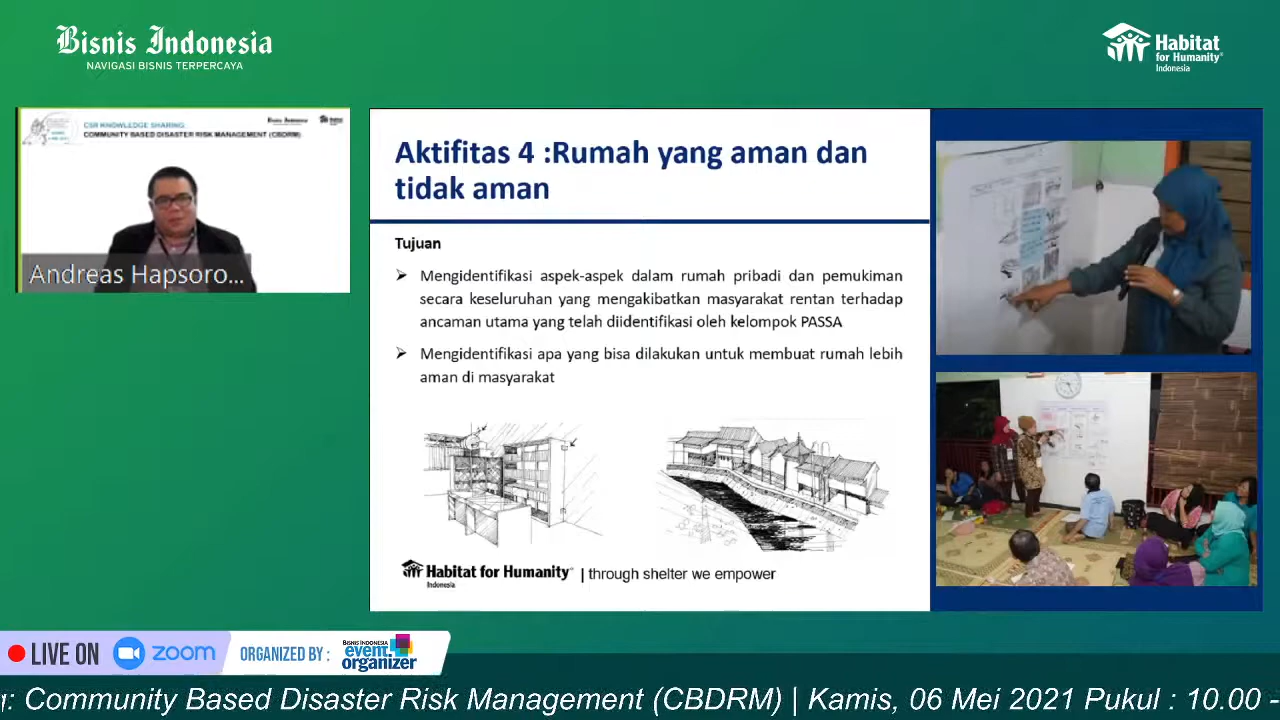 Bisnis Indonesia
NAVIGASI BISNIS TERPERCAYA
Habitat
for Humanity®
Indonesia
CSR KNOWLEDGE SHARING
COMMUNITY BASED DISASTER RISK MANAGEMENT (CBDRM)
Andreas Hapsoro...
Aktifitas 4 :Rumah yang aman dan
tidak aman
Tujuan
Mengidentifikasi aspek-aspek dalam rumah pribadi dan pemukiman
secara keseluruhan yang mengakibatkan masyarakat rentan terhadap
ancaman utama yang telah diidentifikasi oleh kelompok PASSA
Mengidentifikasi apa yang bisa dilakukan untuk membuat rumah lebih
aman di masyarakat
Habitat for Humanity® | through shelter we empower
Indonesia
LIVE ON zoom ORGANIZED BY : BISNIS INDONESIA
event
organizer
: Community Based Disaster Risk Management (CBDRM) | Kamis, 06 Mei 2021 Pukul : 10.00 -